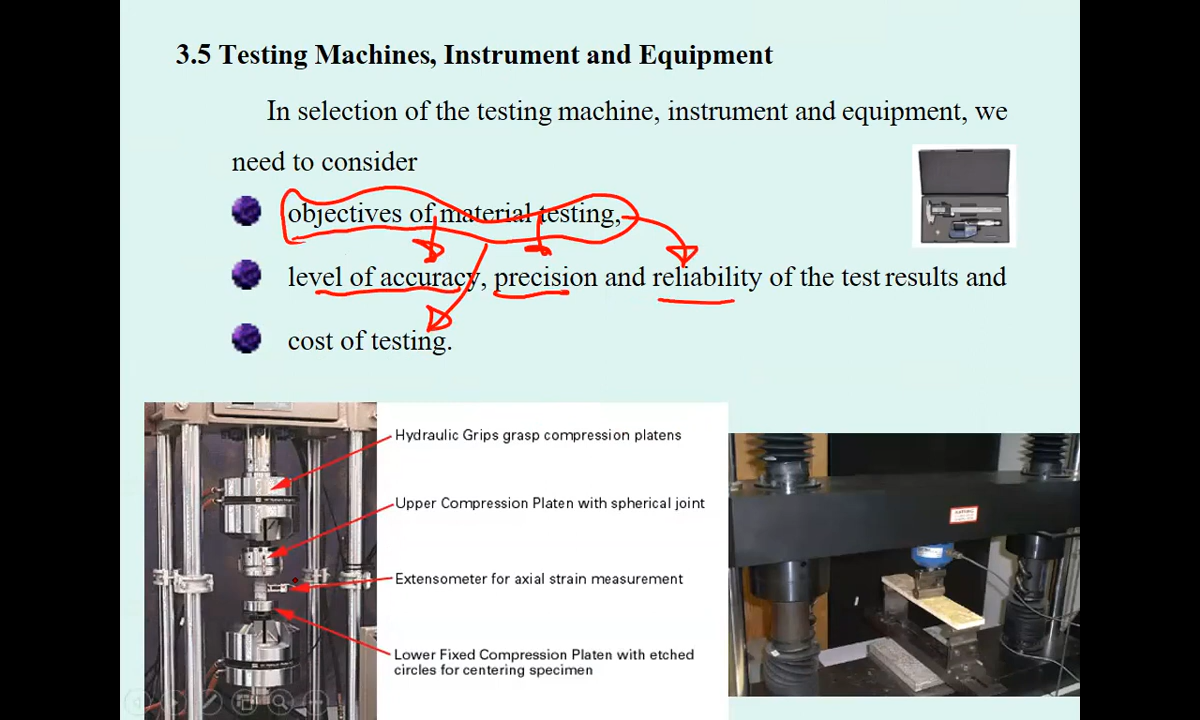 3.5 Testing Machines, Instrument and Equipment
In selection of the testing machine, instrument and equipment, we
need to consider
objectives of material testing,
level of accuracy, precision and reliability of the test results and
cost of testing.
Hydraulic Grips grasp compression platens
Upper Compression Platen with spherical joint
Extensometer for axial strain measurement
Lower Fixed Compression Platen with etched
circles for centering specimen